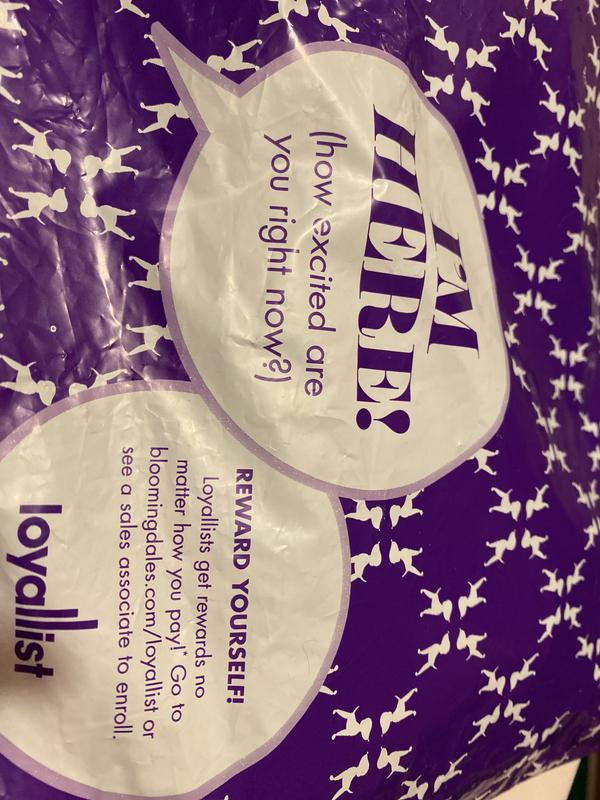 I'M
HERE!
(how excited are
you right now?)
REWARD YOURSELF!
Loyallists get rewards no
matter how you pay!* Go to
bloomingdales.com/loyallist or
see a sales associate to enroll.
loyallist